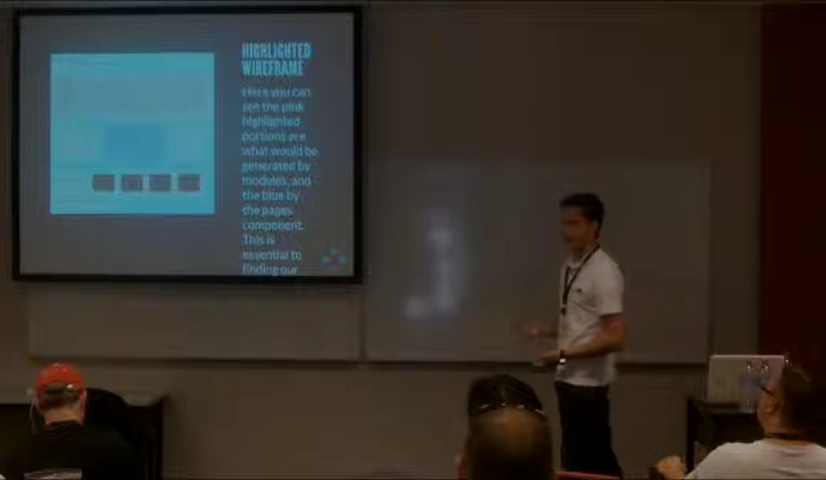 HIGHLIGHTED
WIREFRAME
Here you can
see the pink
highlighted
portions are
what would be
generated by
modules, and
the blue by
the pages
component.
This is
essential to
finding our